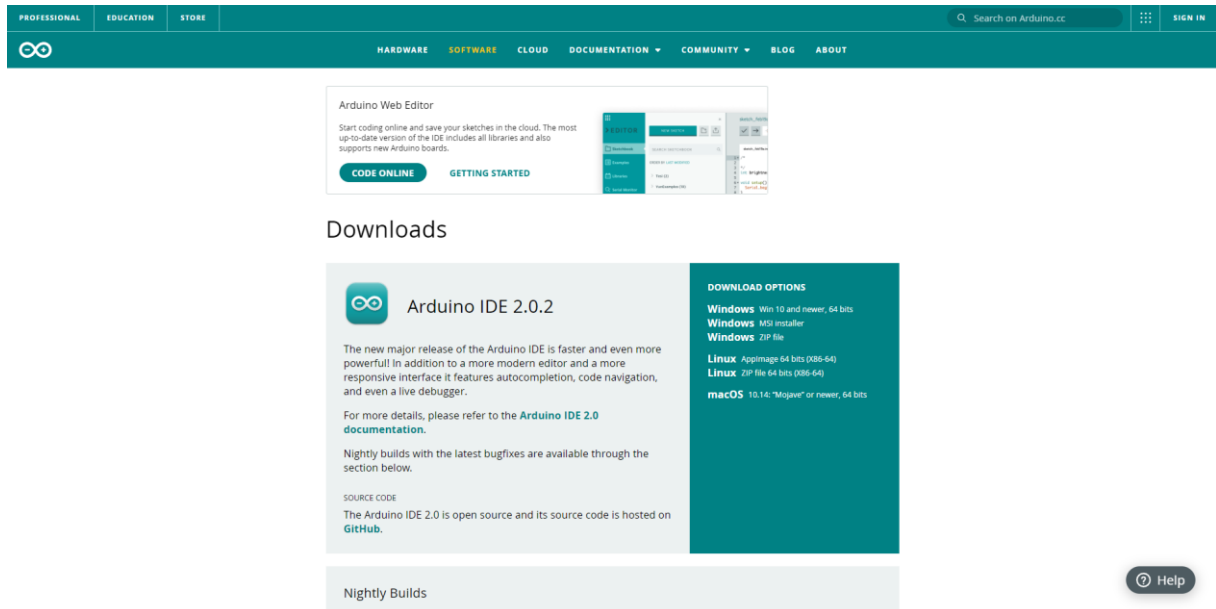 PROFESSIONAL EDUCATION STORE Search on Arduino.cc SIGN IN
HARDWARE SOFTWARE CLOUD DOCUMENTATION COMMUNITY BLOG ABOUT
Arduino Web Editor
Start coding online and save your sketches in the cloud. The most
up-to-date version of the IDE includes all libraries and also
supports new Arduino boards.
CODE ONLINE GETTING STARTED
EDITOR
NEW SKETCH
Sketchbook
Examples
Libraries
Serial Monitor
Downloads
Arduino IDE 2.0.2
The new major release of the Arduino IDE is faster and even more
powerful! In addition to a more modern editor and a more
responsive interface it features autocompletion, code navigation,
and even a live debugger.
For more details, please refer to the Arduino IDE 2.0
documentation.
Nightly builds with the latest bugfixes are available through the
section below.
SOURCE CODE
The Arduino IDE 2.0 is open source and its source code is hosted on
GitHub.
DOWNLOAD OPTIONS
Windows Win 10 and newer, 64 bits
Windows MSI installer
Windows ZIP file
Linux AppImage 64 bits (X86-64)
Linux ZIP file 64 bits (X86-64)
macOS 10.14: "Mojave" or newer, 64 bits
Nightly Builds
Help